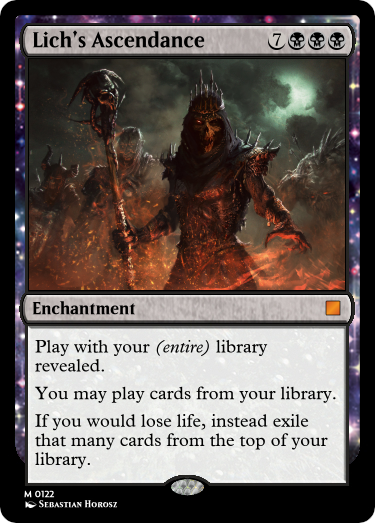 Lich's Ascendance 7
Enchantment
Play with your (entire) library
revealed.
You may play cards from your library.
If you would lose life, instead exile
that many cards from the top of your
library.
M 0122
Sebastian Horosz